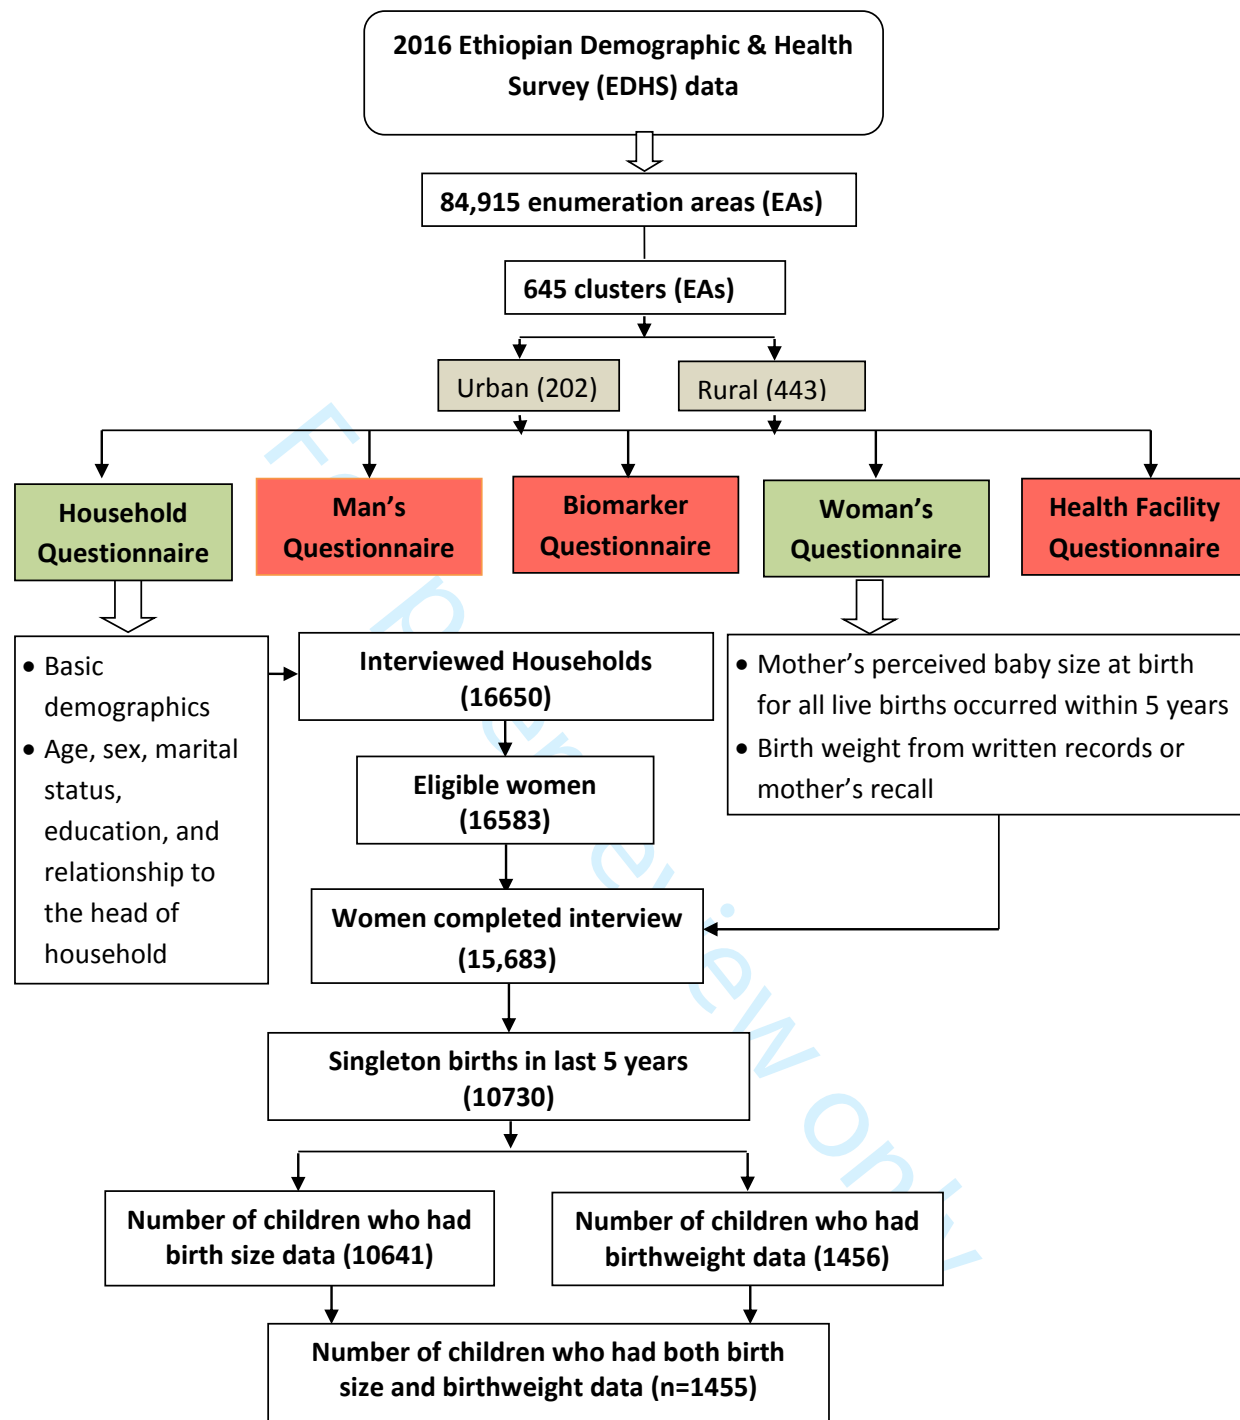 2016 Ethiopian Demographic & Health
Survey (EDHS) data
84,915 enumeration areas (EAs)
645 clusters (EAs)
Urban (202)
Rural (443)
Household
Questionnaire
Man's
Questionnaire
Biomarker
Questionnaire
Woman's
Questionnaire
Health Facility
Questionnaire
• Basic
demographics
• Age, sex, marital
status,
education, and
relationship to
the head of
household
Interviewed Households
(16650)
• Mother's perceived baby size at birth
for all live births occurred within 5 years
• Birth weight from written records or
mother's recall
Eligible women
(16583)
Women completed interview
(15,683)
Singleton births in last 5 years
(10730)
Number of children who had
birth size data (10641)
Number of children who had
birthweight data (1456)
Number of children who had both birth
size and birthweight data (n=1455)
For peer review only